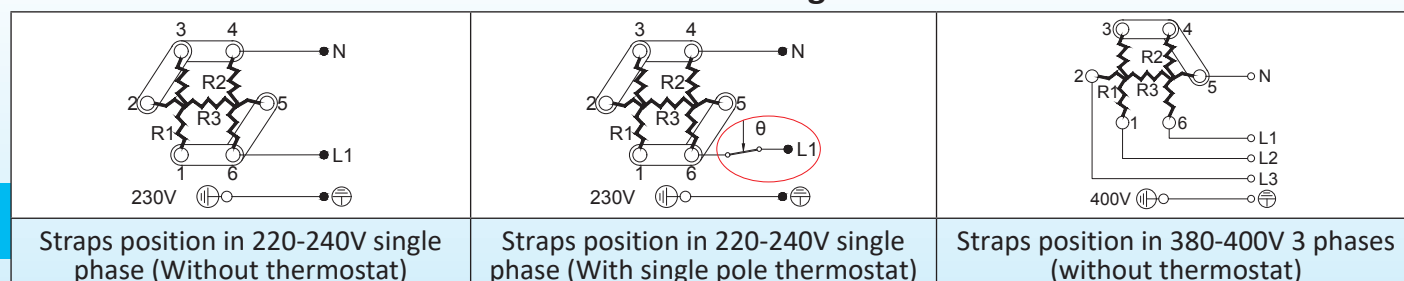 3 4
N
R2
2 5
R3
R1
L1
1 6
230V
3 4
N
R2
2 5
R3
R1 θ
L1
1 6
230V
3 4
R2
2 N
R1 R3 5
1 6
L1
L2
L3
400V
Straps position in 220-240V single
phase (Without thermostat)
Straps position in 220-240V single
phase (With single pole thermostat)
Straps position in 380-400V 3 phases
(without thermostat)